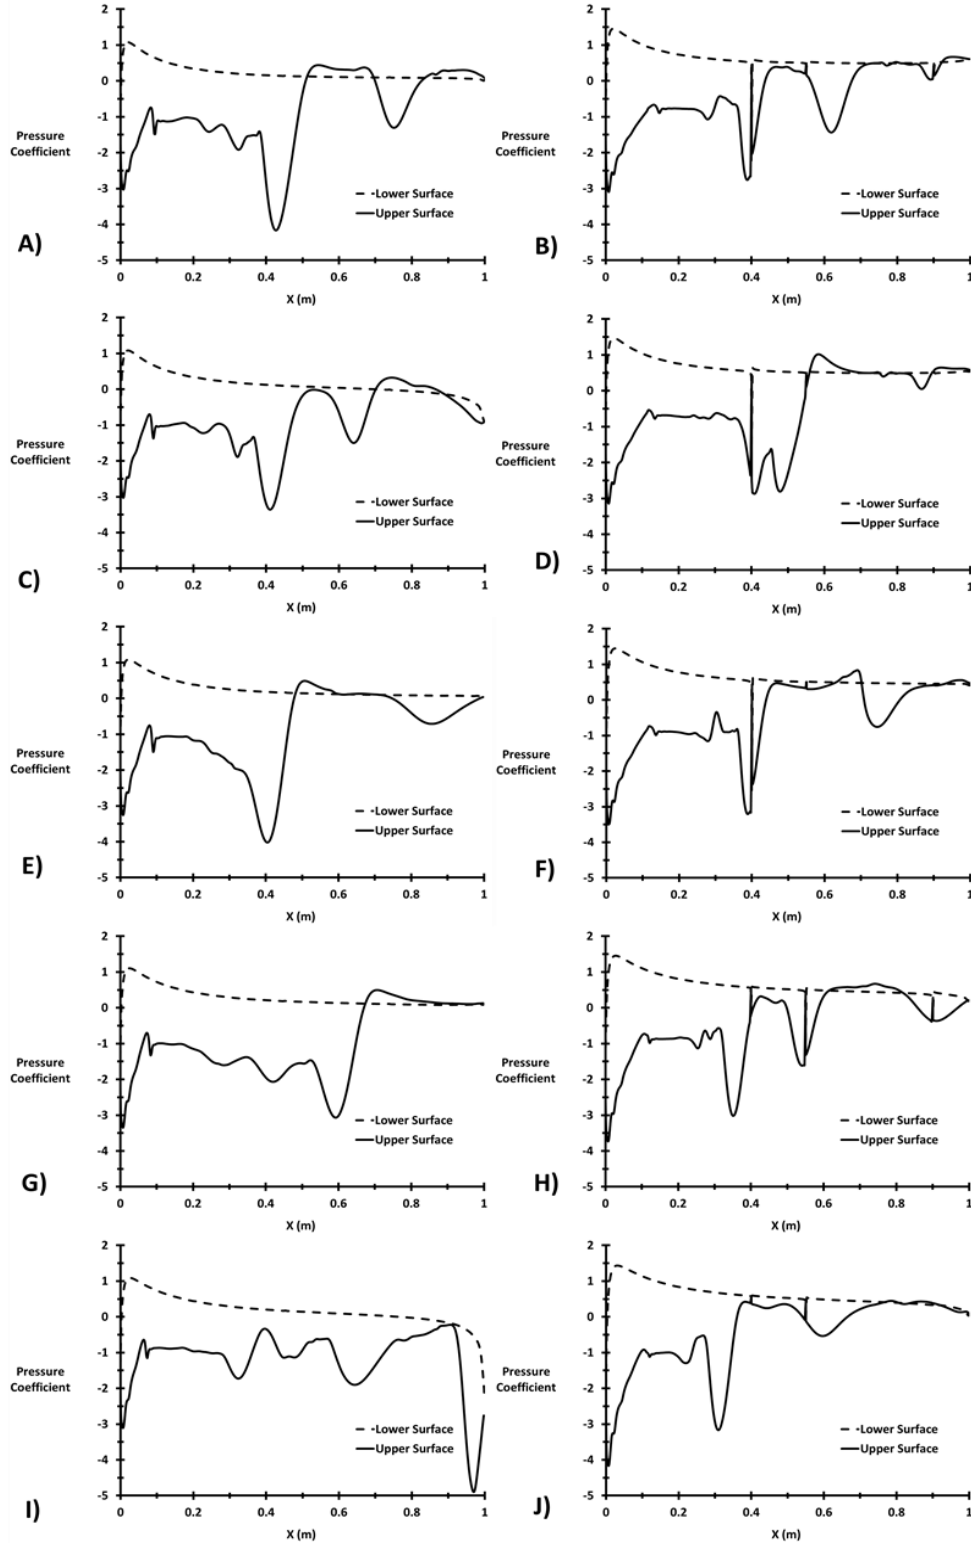 2
1
0
-1
Pressure
Coefficient
-2
-3
-Lower Surface
Upper Surface
-4
A)
-5
0 0.2 0.4 0.6 0.8 1
X (m)
2
1
0
-1
Pressure
Coefficient
-2
-3
-Lower Surface
Upper Surface
-4
B)
-5
0 0.2 0.4 0.6 0.8 1
X (m)
2
1
0
-1
Pressure
Coefficient
-2
-3
-Lower Surface
Upper Surface
-4
C)
-5
0 0.2 0.4 0.6 0.8 1
X (m)
2
1
0
-1
Pressure
Coefficient
-2
-3
-Lower Surface
Upper Surface
-4
D)
-5
0 0.2 0.4 0.6 0.8 1
X (m)
2
1
0
-1
Pressure
Coefficient
-2
-3
-Lower Surface
Upper Surface
-4
E)
-5
0 0.2 0.4 0.6 0.8 1
X (m)
2
1
0
-1
Pressure
Coefficient
-2
-3
-Lower Surface
Upper Surface
-4
F)
-5
0 0.2 0.4 0.6 0.8 1
X (m)
2
1
0
-1
Pressure
Coefficient
-2
-3
-Lower Surface
Upper Surface
-4
G)
-5
0 0.2 0.4 0.6 0.8 1
X (m)
2
1
0
-1
Pressure
Coefficient
-2
-3
-Lower Surface
Upper Surface
-4
H)
-5
0 0.2 0.4 0.6 0.8 1
X (m)
2
1
0
-1
Pressure
Coefficient
-2
-3
-Lower Surface
Upper Surface
-4
I)
-5
0 0.2 0.4 0.6 0.8 1
X (m)
2
1
0
-1
Pressure
Coefficient
-2
-3
-Lower Surface
Upper Surface
-4
J)
-5
0 0.2 0.4 0.6 0.8 1
X (m)